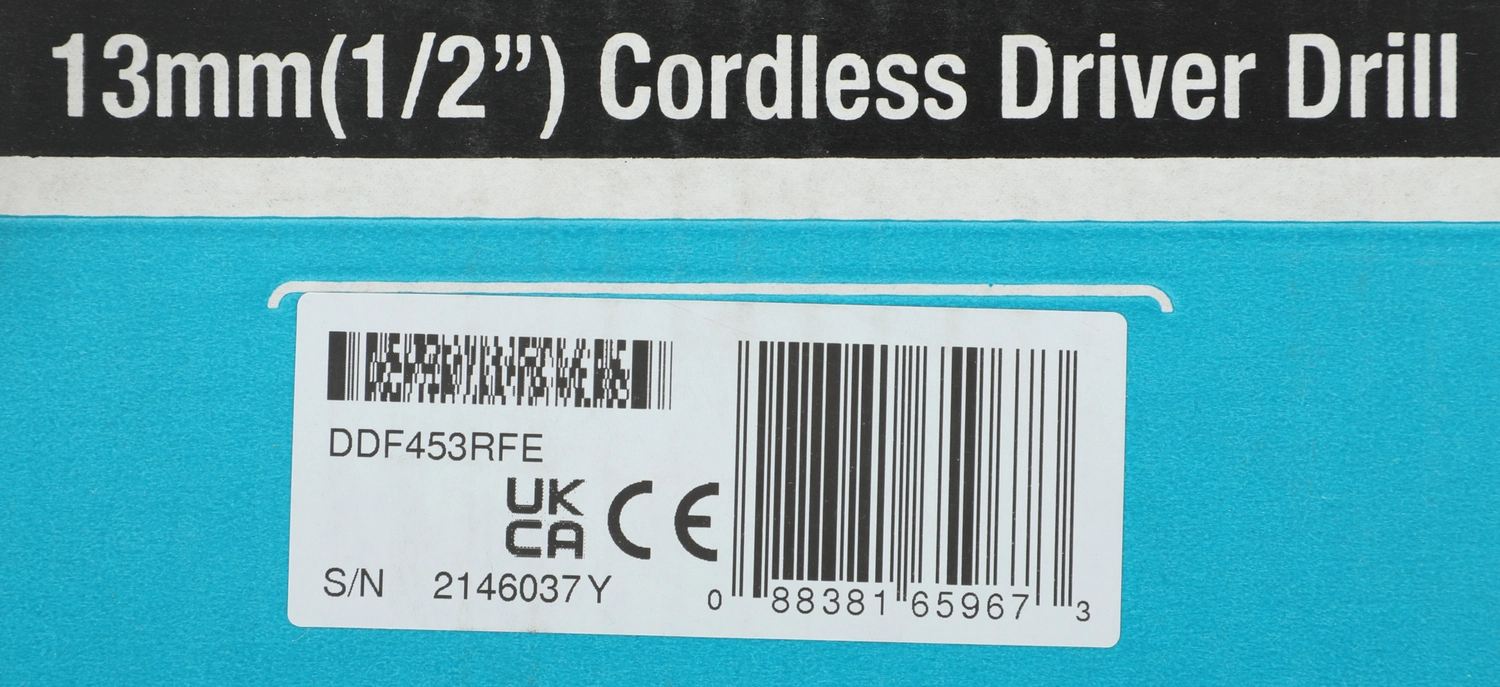 13mm(1/2”) Cordless Driver Drill
DDF453RFE
UK
CA CE
S/N 2146037Y
0 88381 65967 3